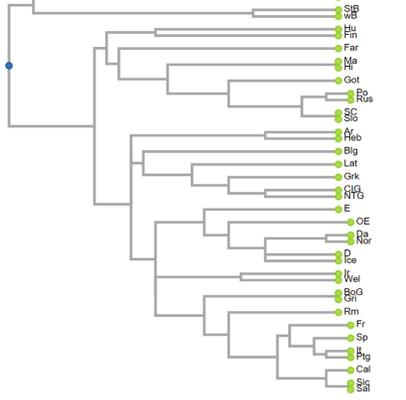 StB
wB
Hu
Fin
Far
Ma
Hi
Got
Po
Rus
SC
Slo
Ar
Heb
Blg
Lat
Grk
ClG
NTG
E
OE
Da
Nor
D
Ice
Ir
Wel
BoG
Gri
Rm
Fr
Sp
It
Ptg
Cal
Sic
Sal